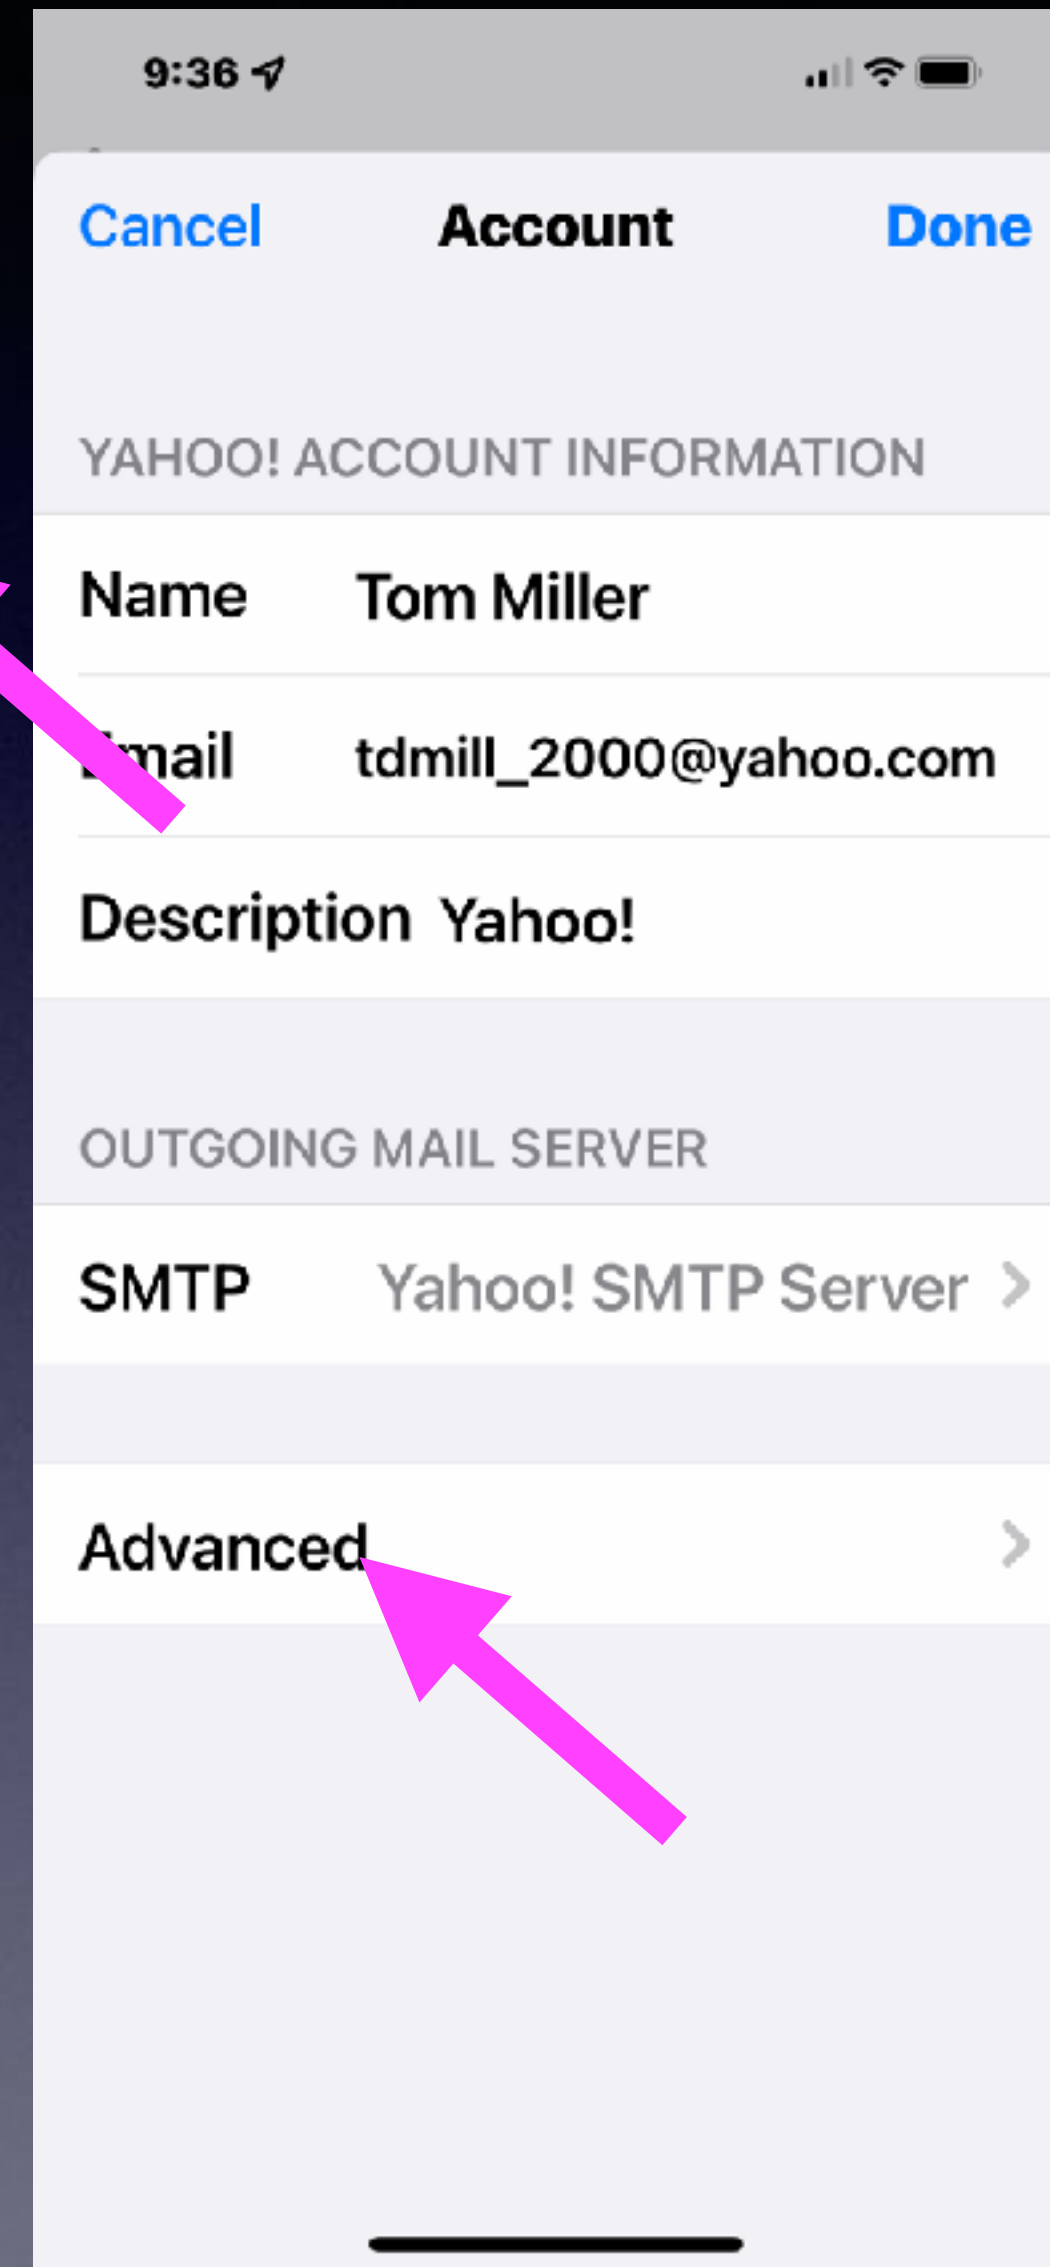 9:36
Cancel Account Done
YAHOO! ACCOUNT INFORMATION
Name Tom Miller
Email tdmill_2000@yahoo.com
Description Yahoo!
OUTGOING MAIL SERVER
SMTP Yahoo! SMTP Server
Advanced